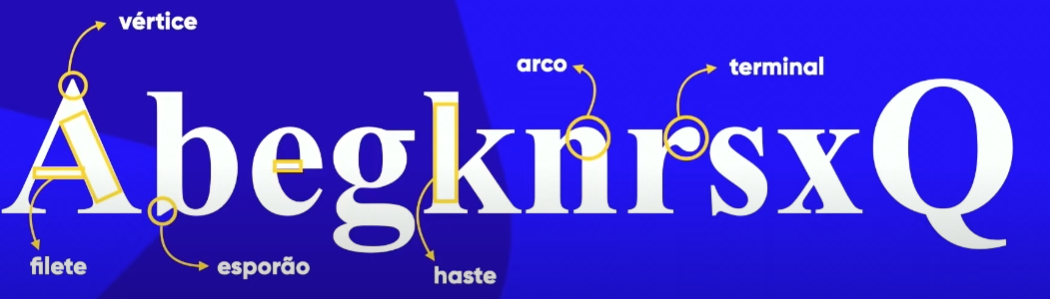 vértice
arco
terminal
AbegknrsxQ
filete
esporão
haste